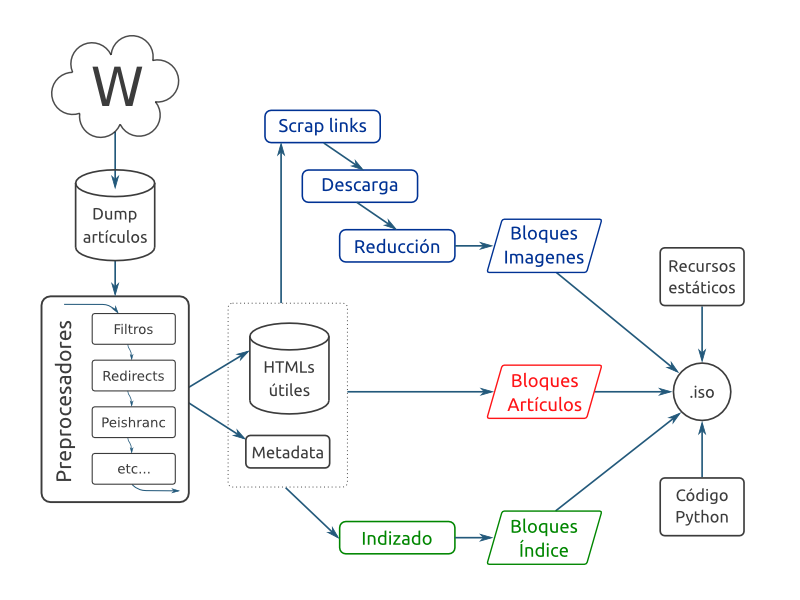 W
Dump
artículos
Preprocesadores
Filtros
Redirects
Peishranc
etc...
HTMLs
útiles
Metadata
Scrap links
Descarga
Reducción
Bloques
Imagenes
Bloques
Artículos
Indizado
Bloques
Índice
Recursos
estáticos
.iso
Código
Python